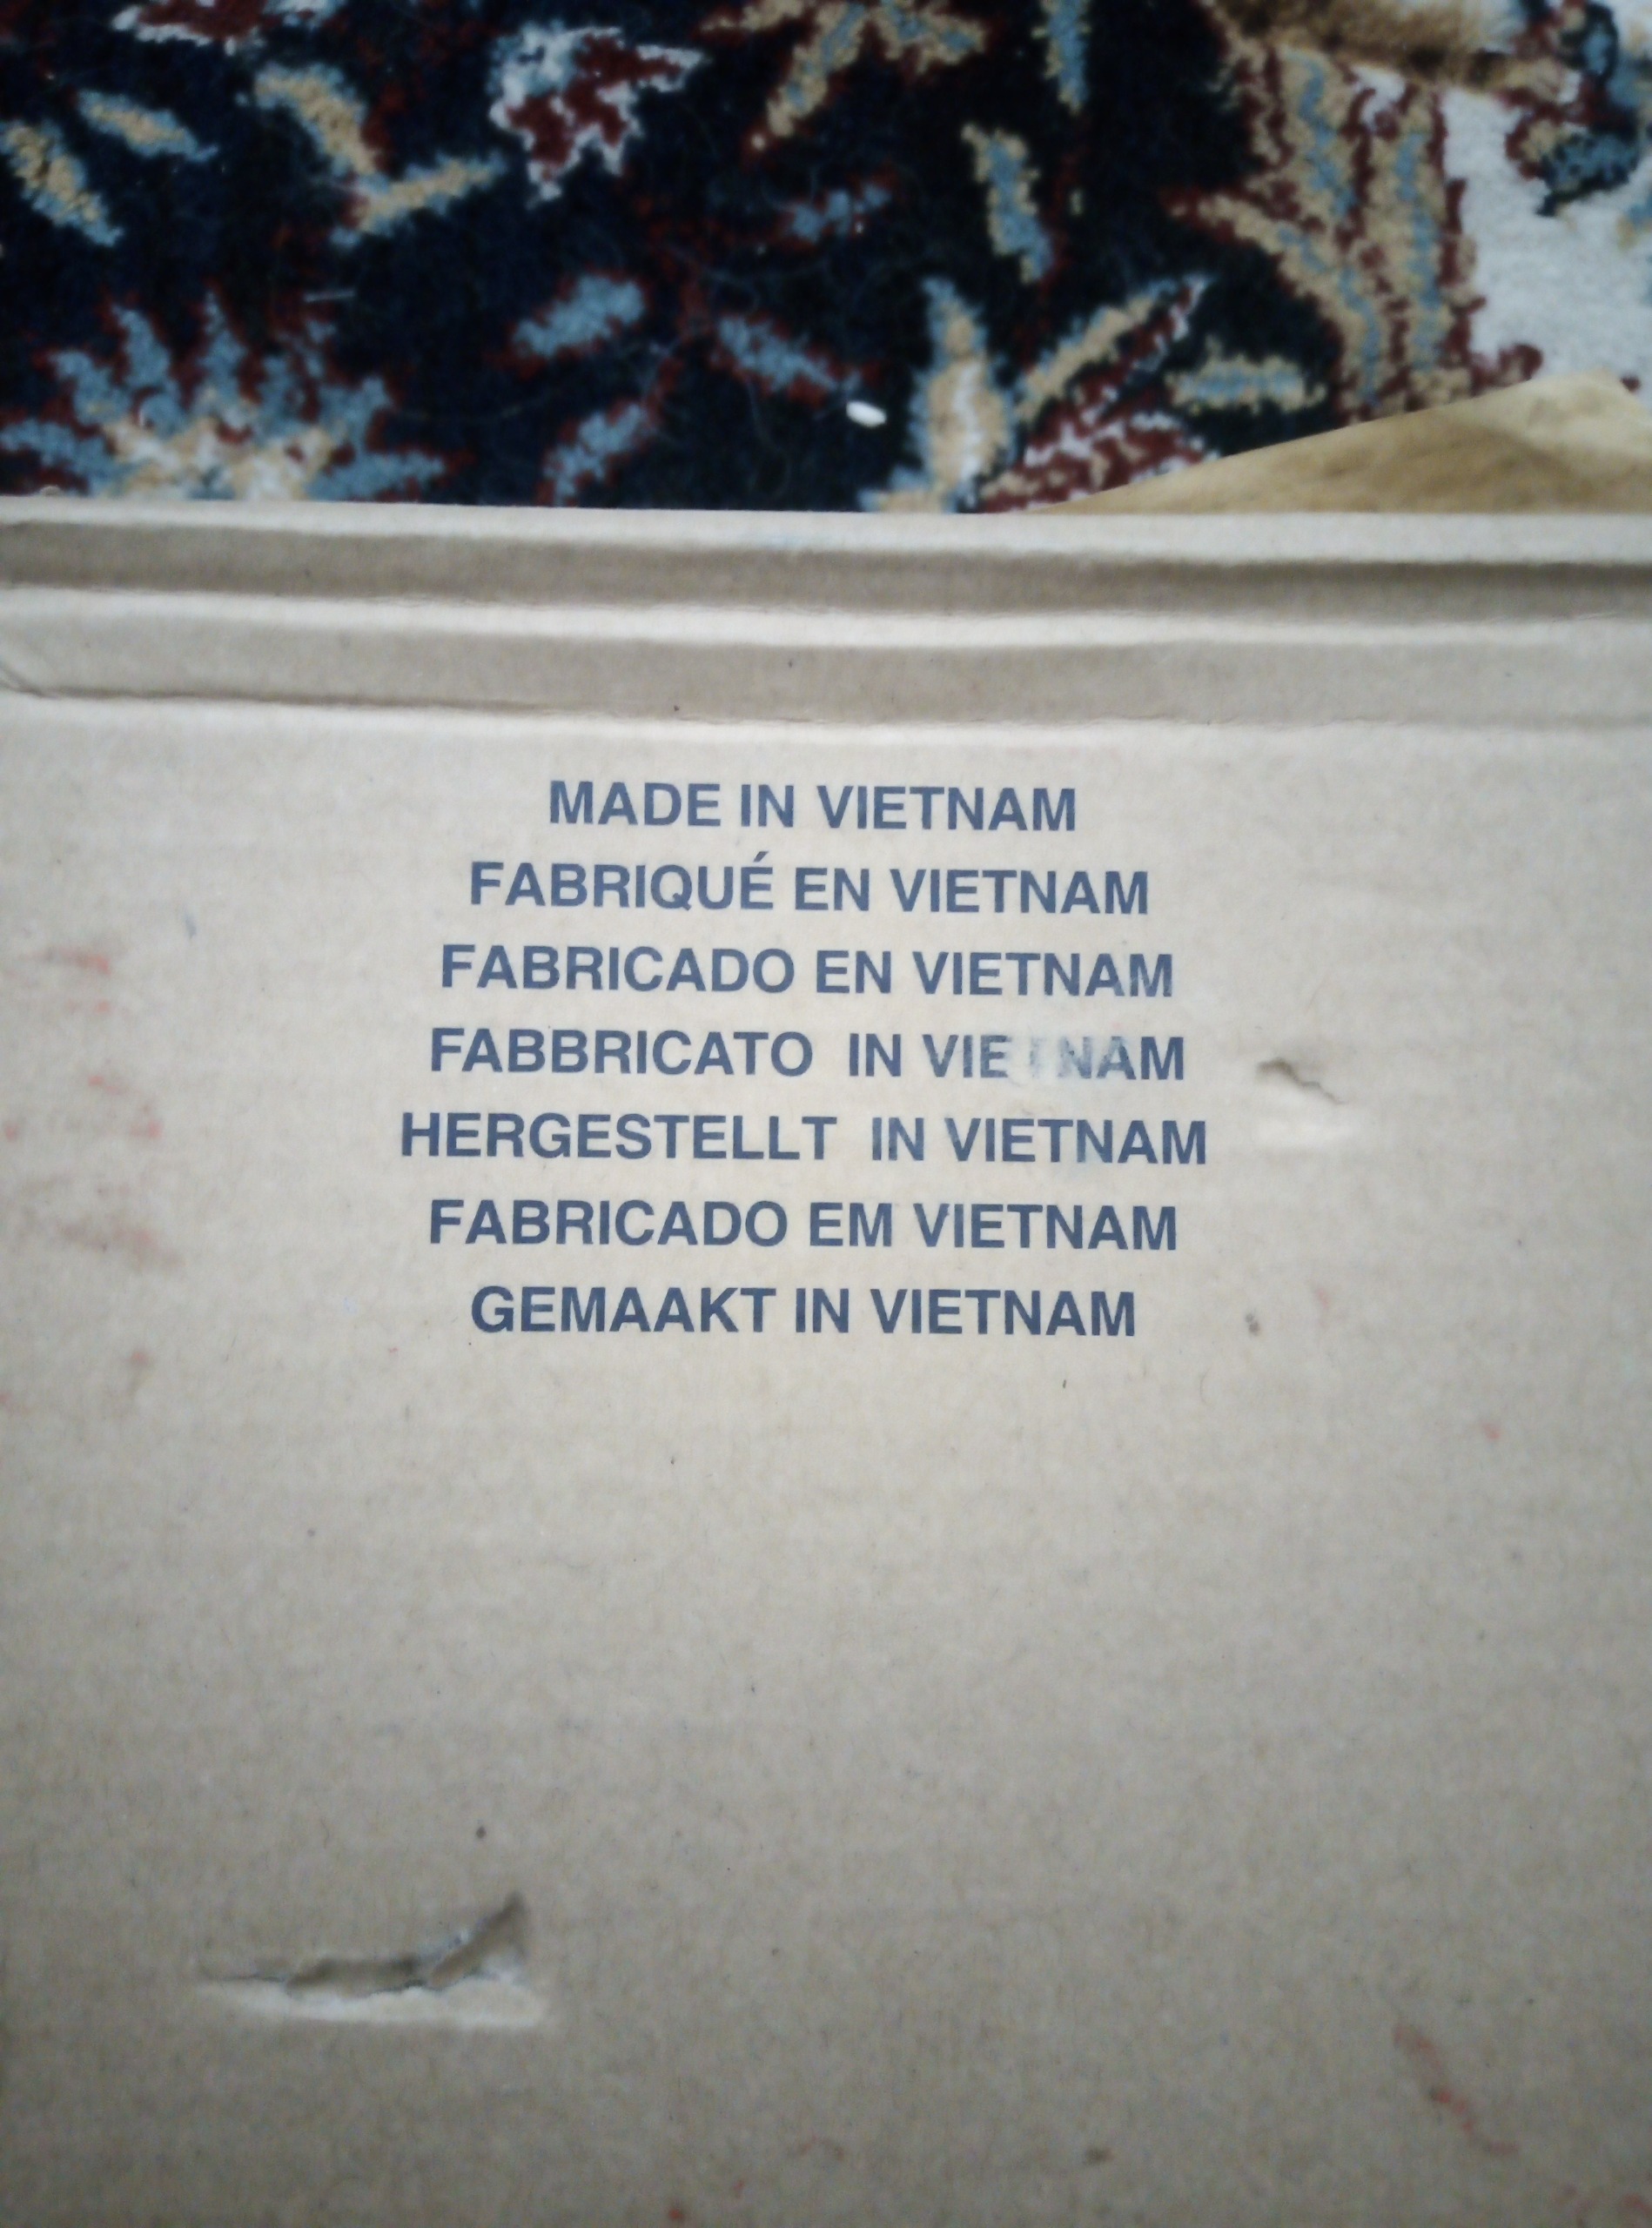 MADE IN VIETNAM
FABRIQUÉ EN VIETNAM
FABRICADO EN VIETNAM
FABBRICATO IN VIETNAM
HERGESTELLT IN VIETNAM
FABRICADO EM VIETNAM
GEMAAKT IN VIETNAM